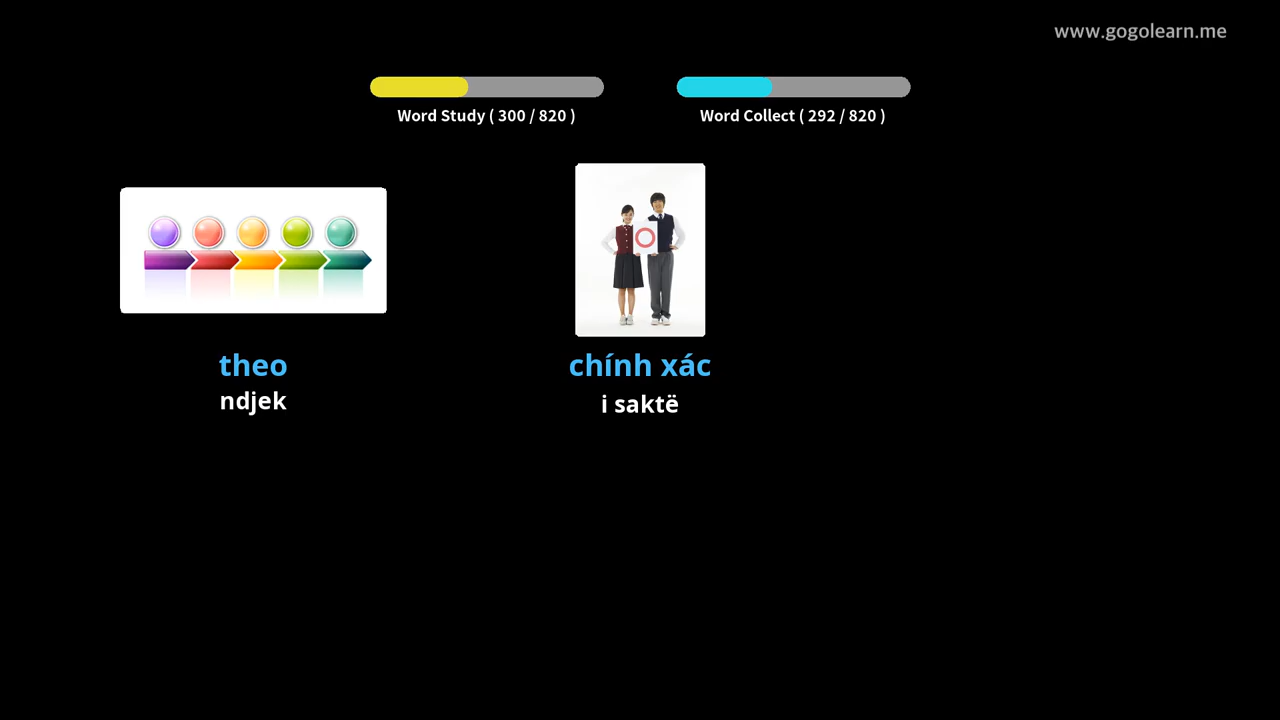 www.gogolearn.me
Word Study ( 300 / 820 )
Word Collect ( 292 / 820 )
theo
ndjek
chính xác
i saktë